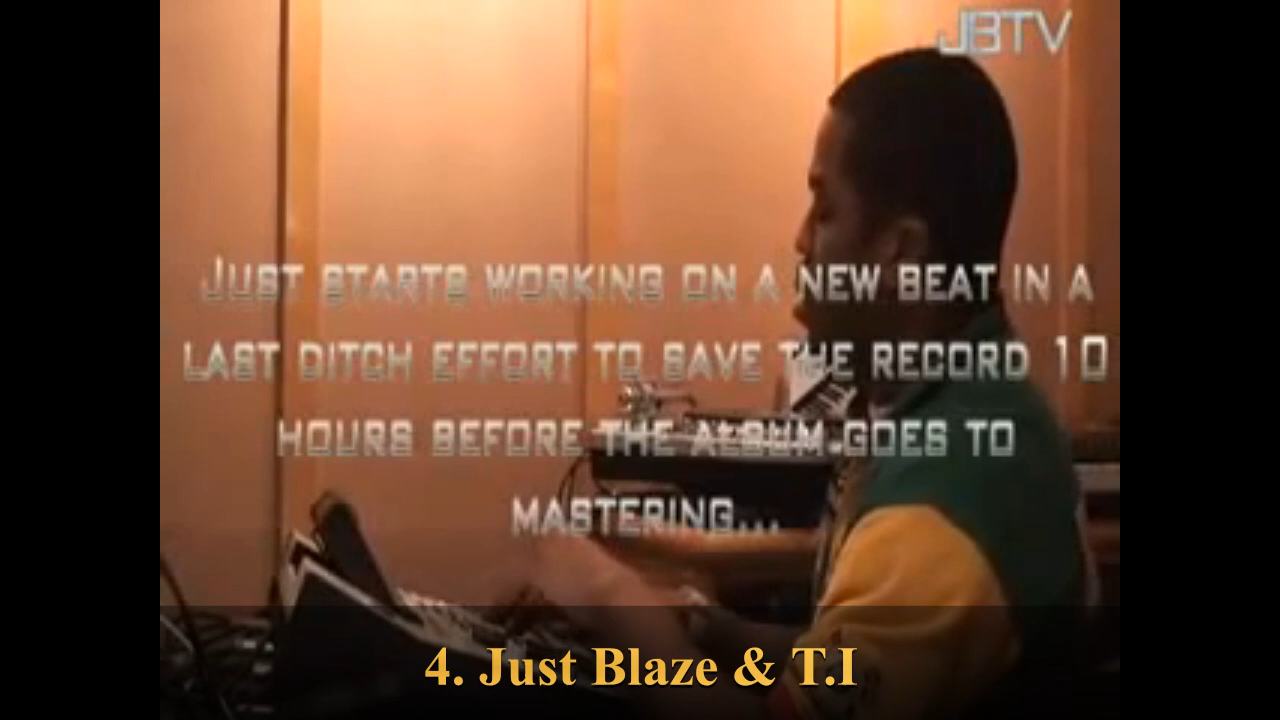 JBTV
JUST STARTS WORKING ON A NEW BEAT IN A
LAST DITCH EFFORT TO SAVE THE RECORD 10
HOURS BEFORE THE ALBUM GOES TO
MASTERING...
4. Just Blaze & T.I